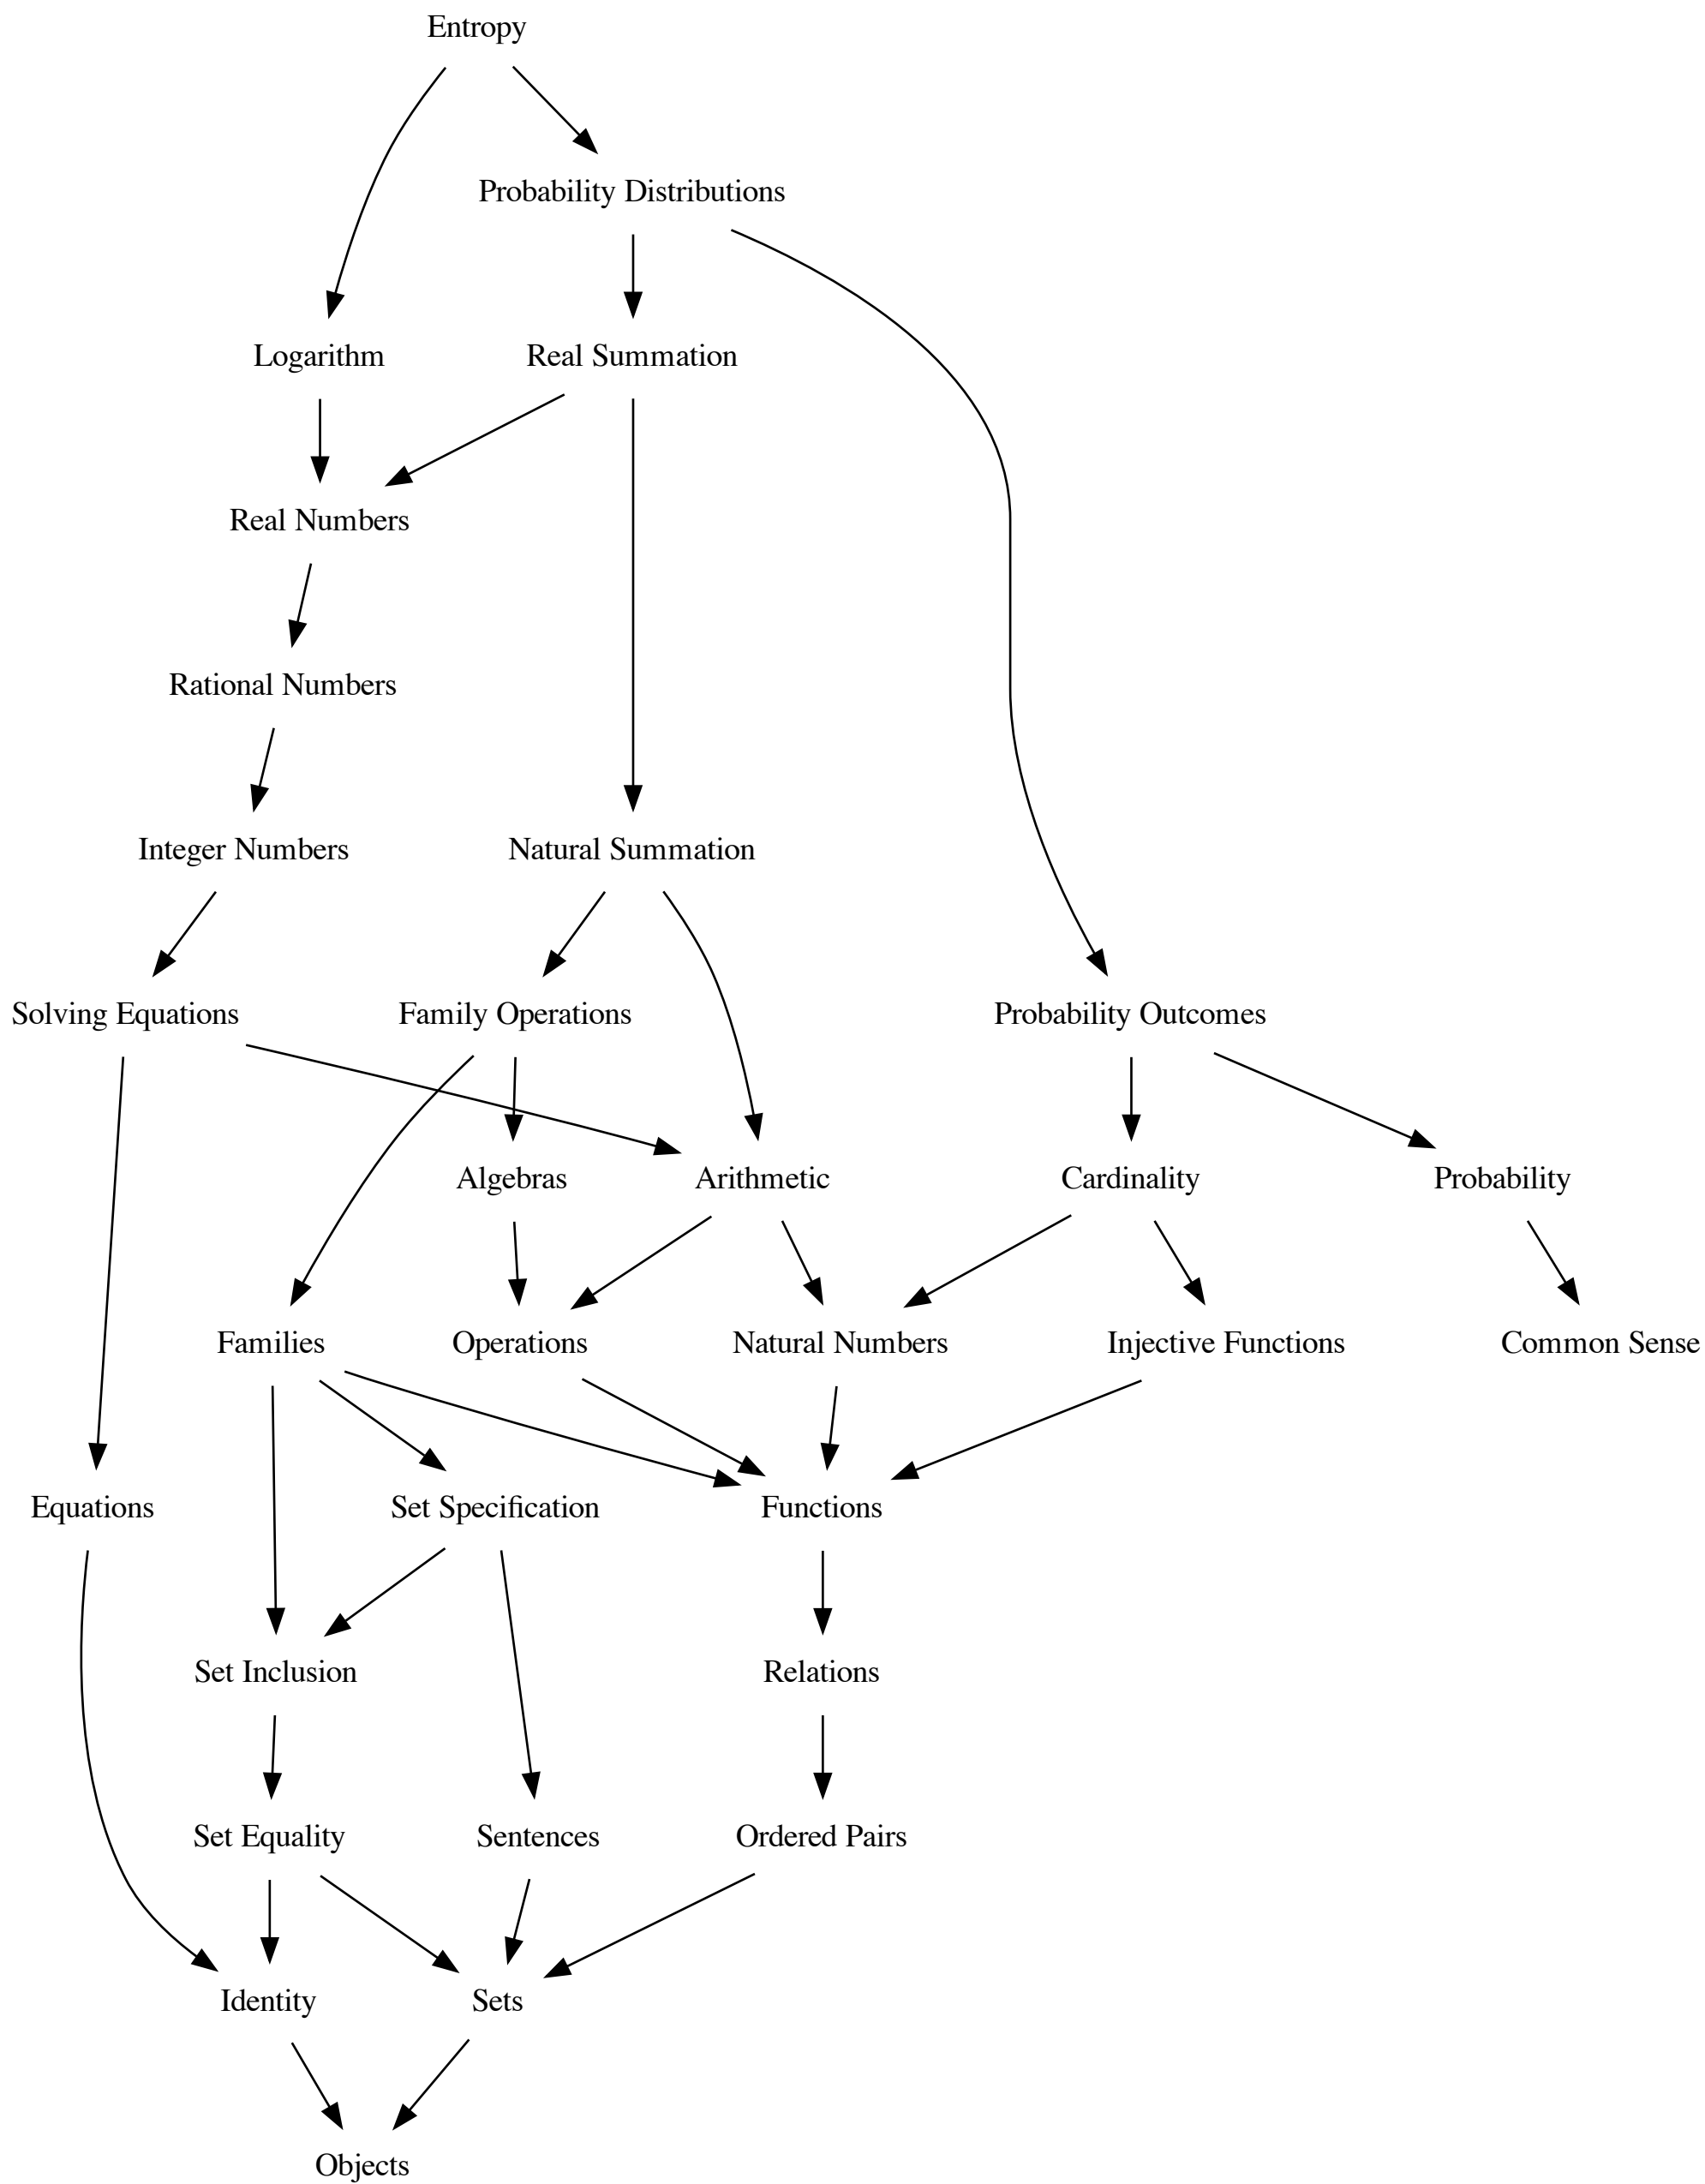 Entropy
Probability Distributions
Logarithm
Real Summation
Real Numbers
Rational Numbers
Integer Numbers
Natural Summation
Solving Equations
Family Operations
Probability Outcomes
Algebras
Arithmetic
Cardinality
Probability
Families
Operations
Natural Numbers
Injective Functions
Common Sense
Equations
Set Specification
Functions
Set Inclusion
Relations
Set Equality
Sentences
Ordered Pairs
Identity
Sets
Objects